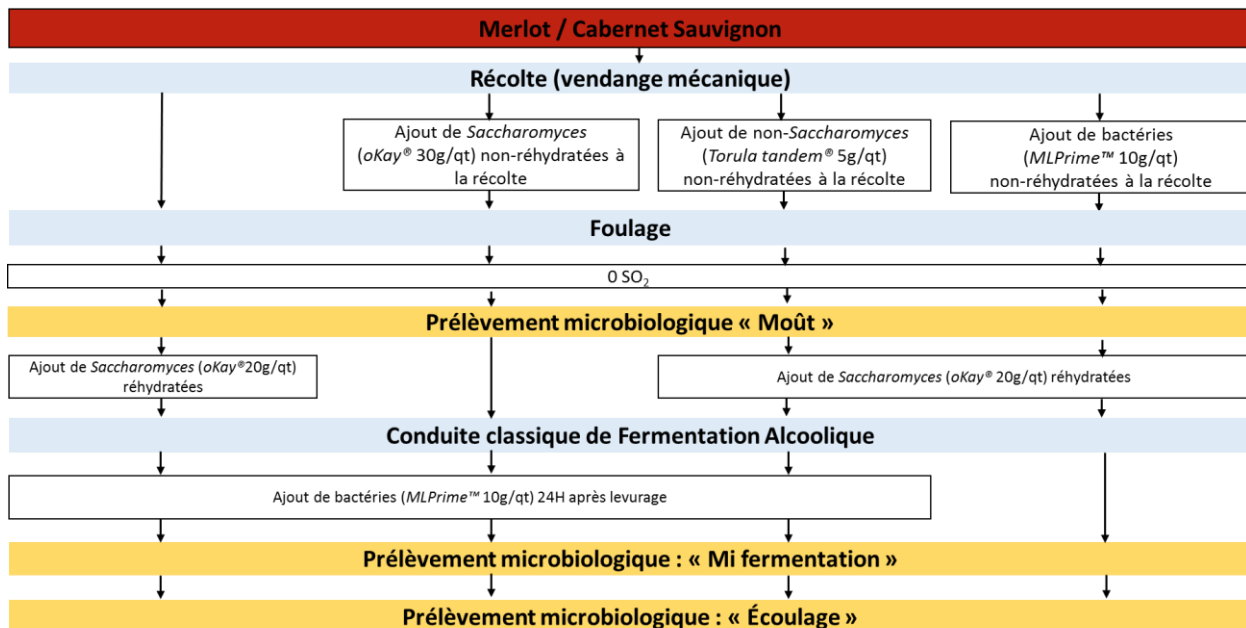 Merlot / Cabernet Sauvignon
Récolte (vendange mécanique)
Ajout de Saccharomyces
(oKay® 30g/qt) non-réhydratées à
la récolte
Ajout de non-Saccharomyces
(Torula tandem® 5g/qt)
non-réhydratées à la récolte
Ajout de bactéries
(MLPrime™ 10g/qt)
non-réhydratées à la récolte
Foulage
0 SO₂
Prélèvement microbiologique « Moût »
Ajout de Saccharomyces (oKay®20g/qt)
réhydratées
Ajout de Saccharomyces (oKay® 20g/qt) réhydratées
Conduite classique de Fermentation Alcoolique
Ajout de bactéries (MLPrime™ 10g/qt) 24H après levurage
Prélèvement microbiologique : « Mi fermentation »
Prélèvement microbiologique : « Écoulage »